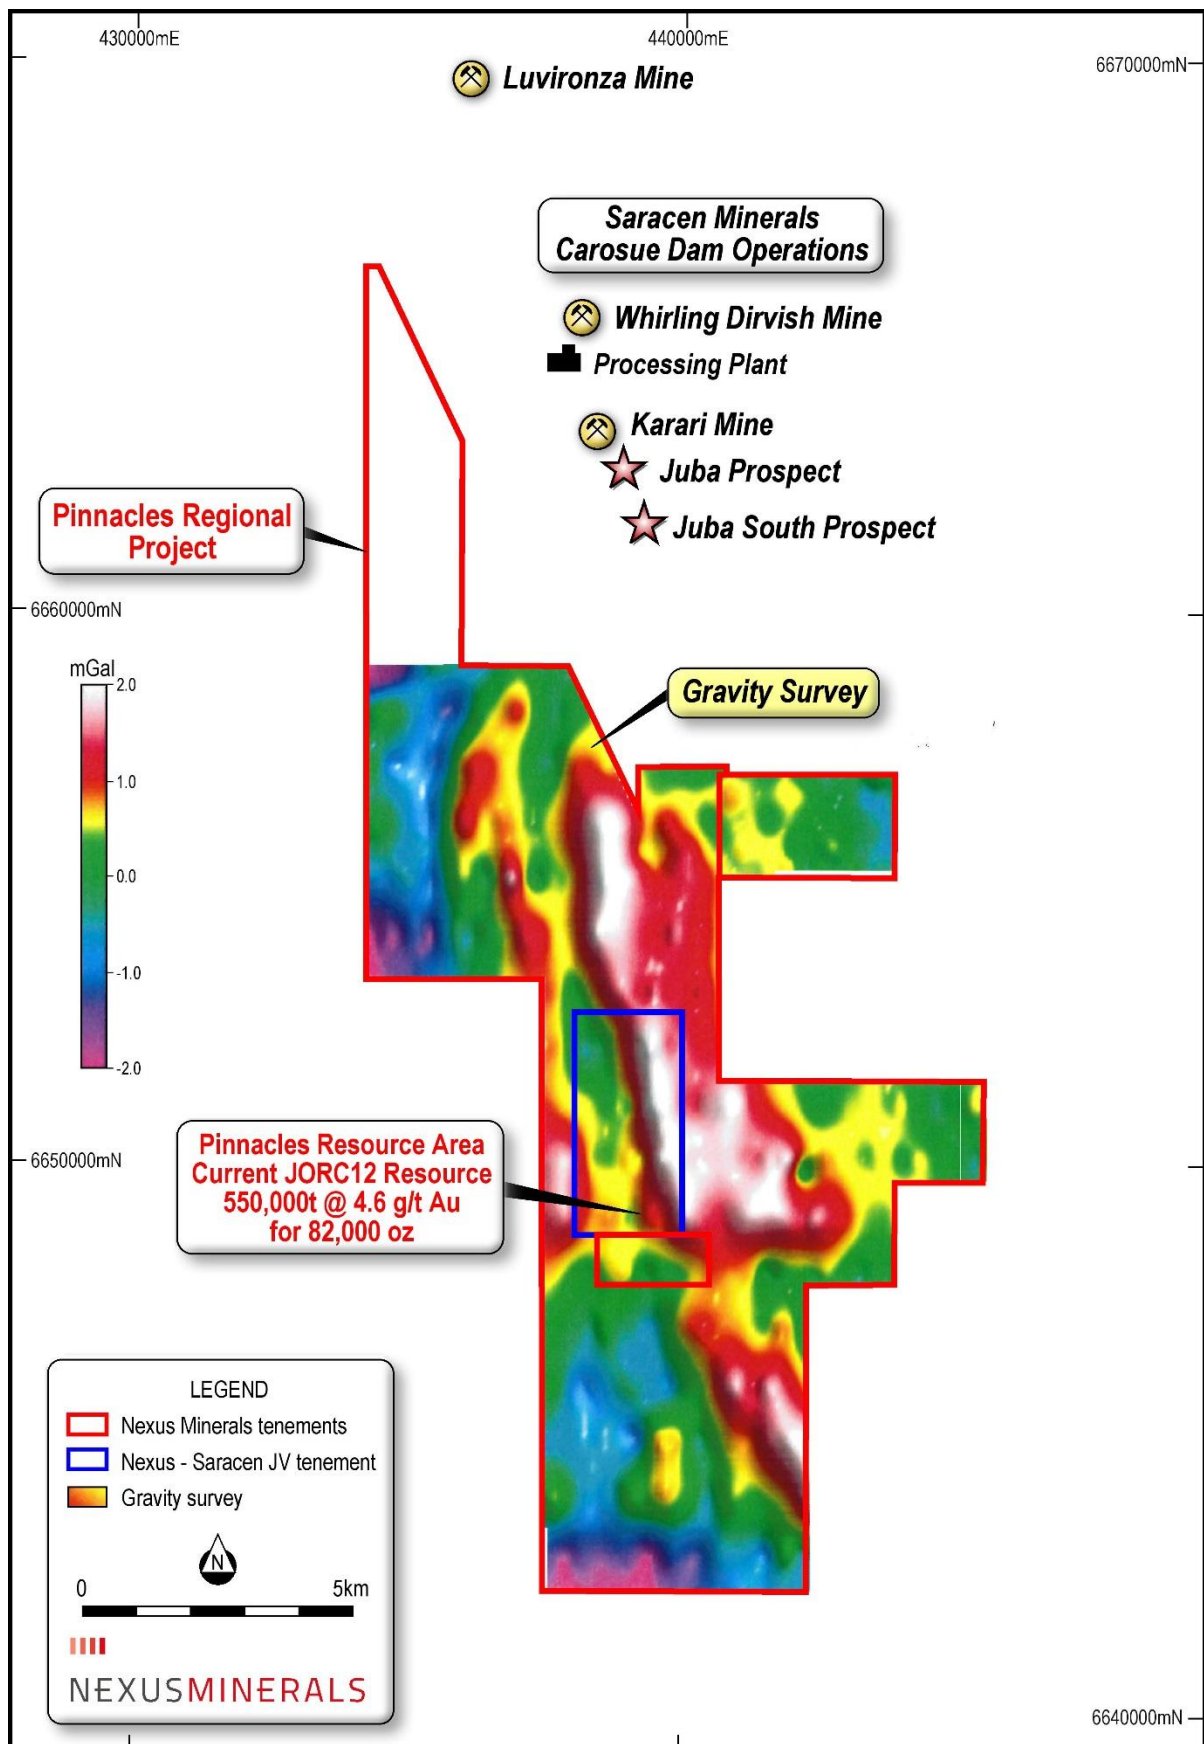 430000mE
440000mE
6670000mN
Luvironza Mine
Saracen Minerals
Carosue Dam Operations
Whirling Dirvish Mine
Processing Plant
Karari Mine
Juba Prospect
Juba South Prospect
Pinnacles Regional
Project
6660000mN
mGal
2.0
1.0
0.0
-1.0
-2.0
Gravity Survey
Pinnacles Resource Area
Current JORC12 Resource
550,000t @ 4.6 g/t Au
for 82,000 oz
6650000mN
LEGEND
Nexus Minerals tenements
Nexus - Saracen JV tenement
Gravity survey
N
0 5km
NEXUSMINERALS
6640000mN